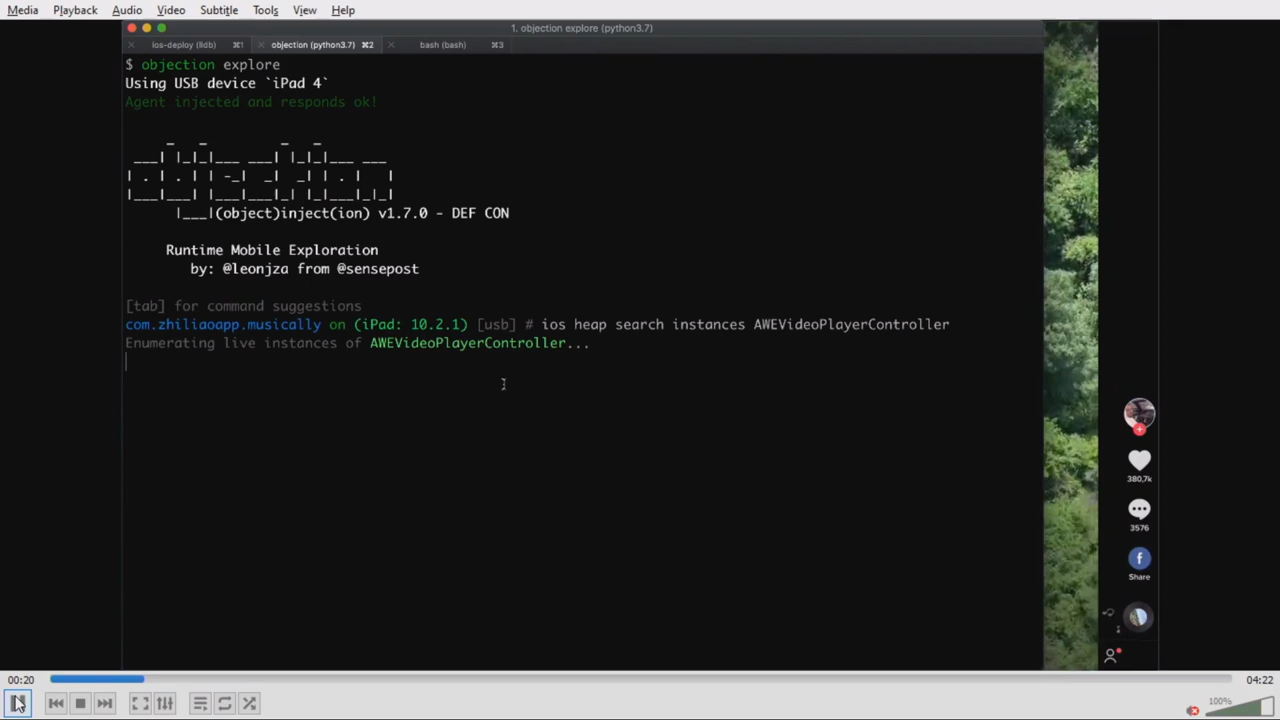 Media Playback Audio Video Subtitle Tools View Help
1. objection explore (python3.7)
ios-deploy (lldb) ⌘1 objection (python3.7) ⌘2 bash (bash) ⌘3
$ objection explore
Using USB device `iPad 4`
Agent injected and responds ok!
|___|(object)inject(ion) v1.7.0 - DEF CON
Runtime Mobile Exploration
by: @leonjza from @sensepost
[tab] for command suggestions
com.zhiliaoapp.musically on (iPad: 10.2.1) [usb] # ios heap search instances AWEVideoPlayerController
Enumerating live instances of AWEVideoPlayerController...
380,7k
3576
f
Share
00:20
04:22
100%